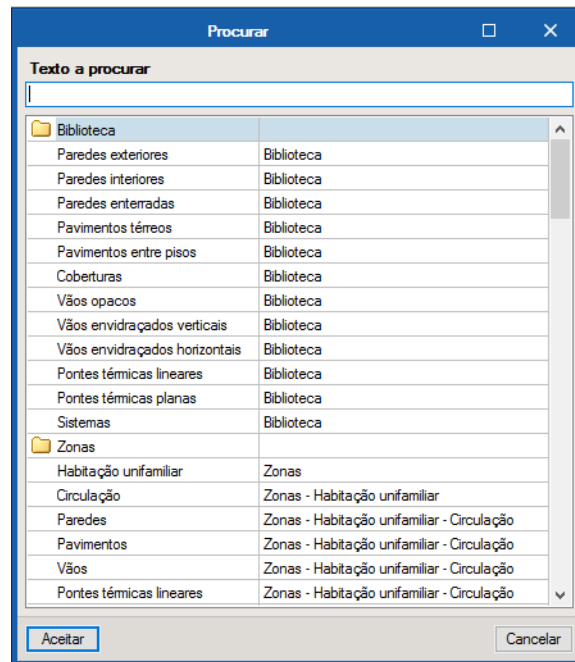 Procurar
Texto a procurar
Biblioteca
Paredes exteriores Biblioteca
Paredes interiores Biblioteca
Paredes enterradas Biblioteca
Pavimentos térreos Biblioteca
Pavimentos entre pisos Biblioteca
Coberturas Biblioteca
Vãos opacos Biblioteca
Vãos envidraçados verticais Biblioteca
Vãos envidraçados horizontais Biblioteca
Pontes térmicas lineares Biblioteca
Pontes térmicas planas Biblioteca
Sistemas Biblioteca
Zonas
Habitação unifamiliar Zonas
Circulação Zonas - Habitação unifamiliar
Paredes Zonas - Habitação unifamiliar - Circulação
Pavimentos Zonas - Habitação unifamiliar - Circulação
Vãos Zonas - Habitação unifamiliar - Circulação
Pontes térmicas lineares Zonas - Habitação unifamiliar - Circulação
Aceitar Cancelar